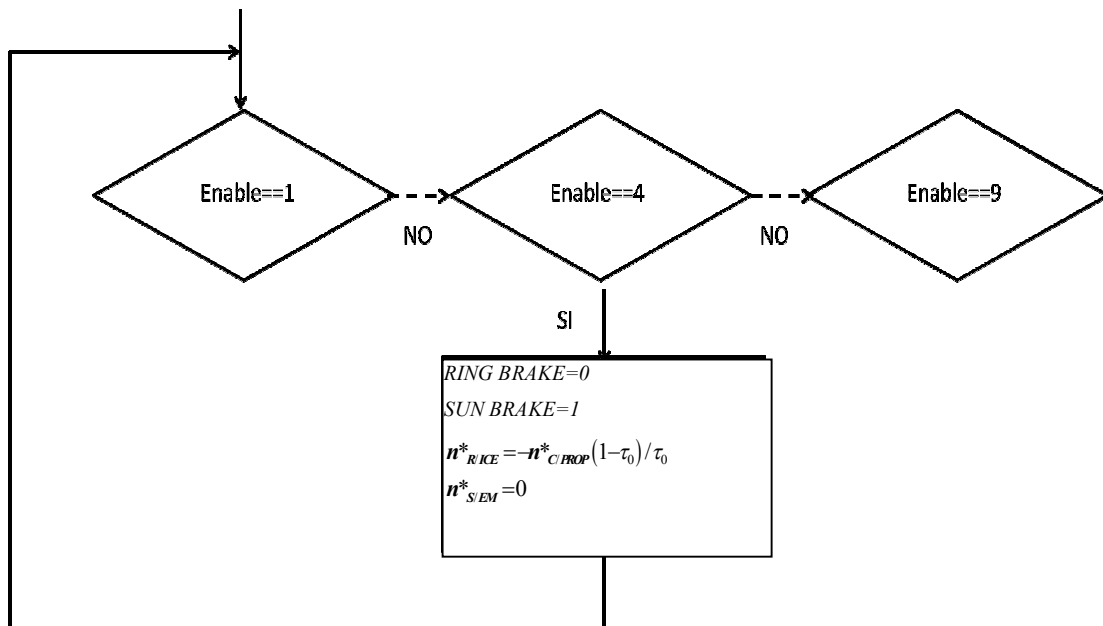 Enable==1
NO
Enable==4
NO
Enable==9
SI
RING BRAKE=0
SUN BRAKE=1
n*R/ICE=−n*C/PROP(1−τ0)/τ0
n*S/EM=0